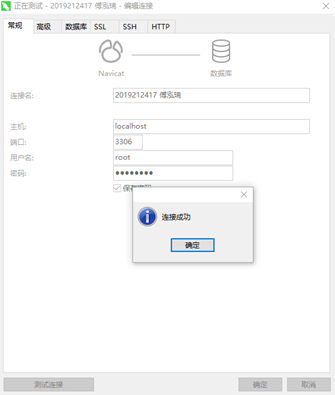 正在测试 - 2019212417 傅泓瑞 - 编辑连接
常规 高级 数据库 SSL SSH HTTP
Navicat 数据库
连接名: 2019212417 傅泓瑞
主机: localhost
端口: 3306
用户名: root
密码: ●●●●●●●●
保存密码
连接成功
确定
测试连接 确定 取消